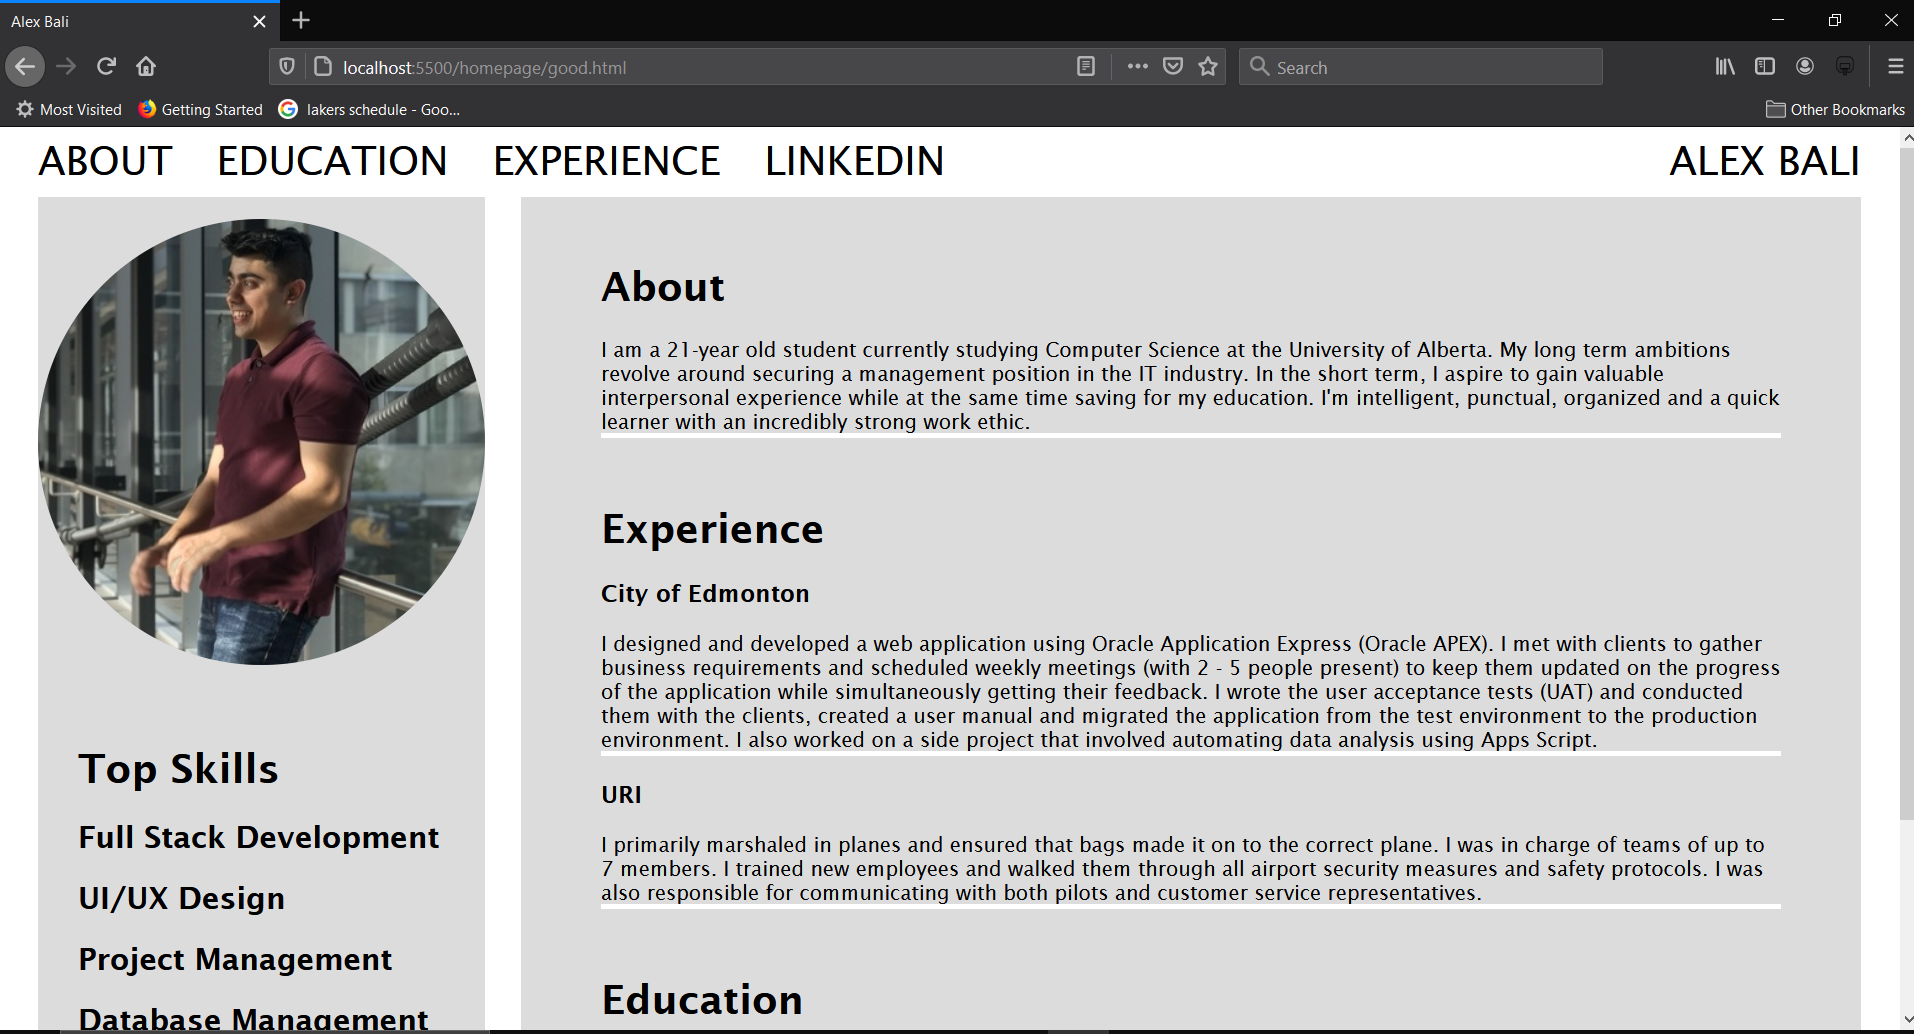 Alex Bali
localhost:5500/homepage/good.html
Search
Most Visited
Getting Started
lakers schedule - Goo...
Other Bookmarks
ABOUT EDUCATION EXPERIENCE LINKEDIN ALEX BALI
Top Skills
Full Stack Development
UI/UX Design
Project Management
Database Management
About
I am a 21-year old student currently studying Computer Science at the University of Alberta. My long term ambitions
revolve around securing a management position in the IT industry. In the short term, I aspire to gain valuable
interpersonal experience while at the same time saving for my education. I'm intelligent, punctual, organized and a quick
learner with an incredibly strong work ethic.
Experience
City of Edmonton
I designed and developed a web application using Oracle Application Express (Oracle APEX). I met with clients to gather
business requirements and scheduled weekly meetings (with 2 - 5 people present) to keep them updated on the progress
of the application while simultaneously getting their feedback. I wrote the user acceptance tests (UAT) and conducted
them with the clients, created a user manual and migrated the application from the test environment to the production
environment. I also worked on a side project that involved automating data analysis using Apps Script.
URI
I primarily marshaled in planes and ensured that bags made it on to the correct plane. I was in charge of teams of up to
7 members. I trained new employees and walked them through all airport security measures and safety protocols. I was
also responsible for communicating with both pilots and customer service representatives.
Education